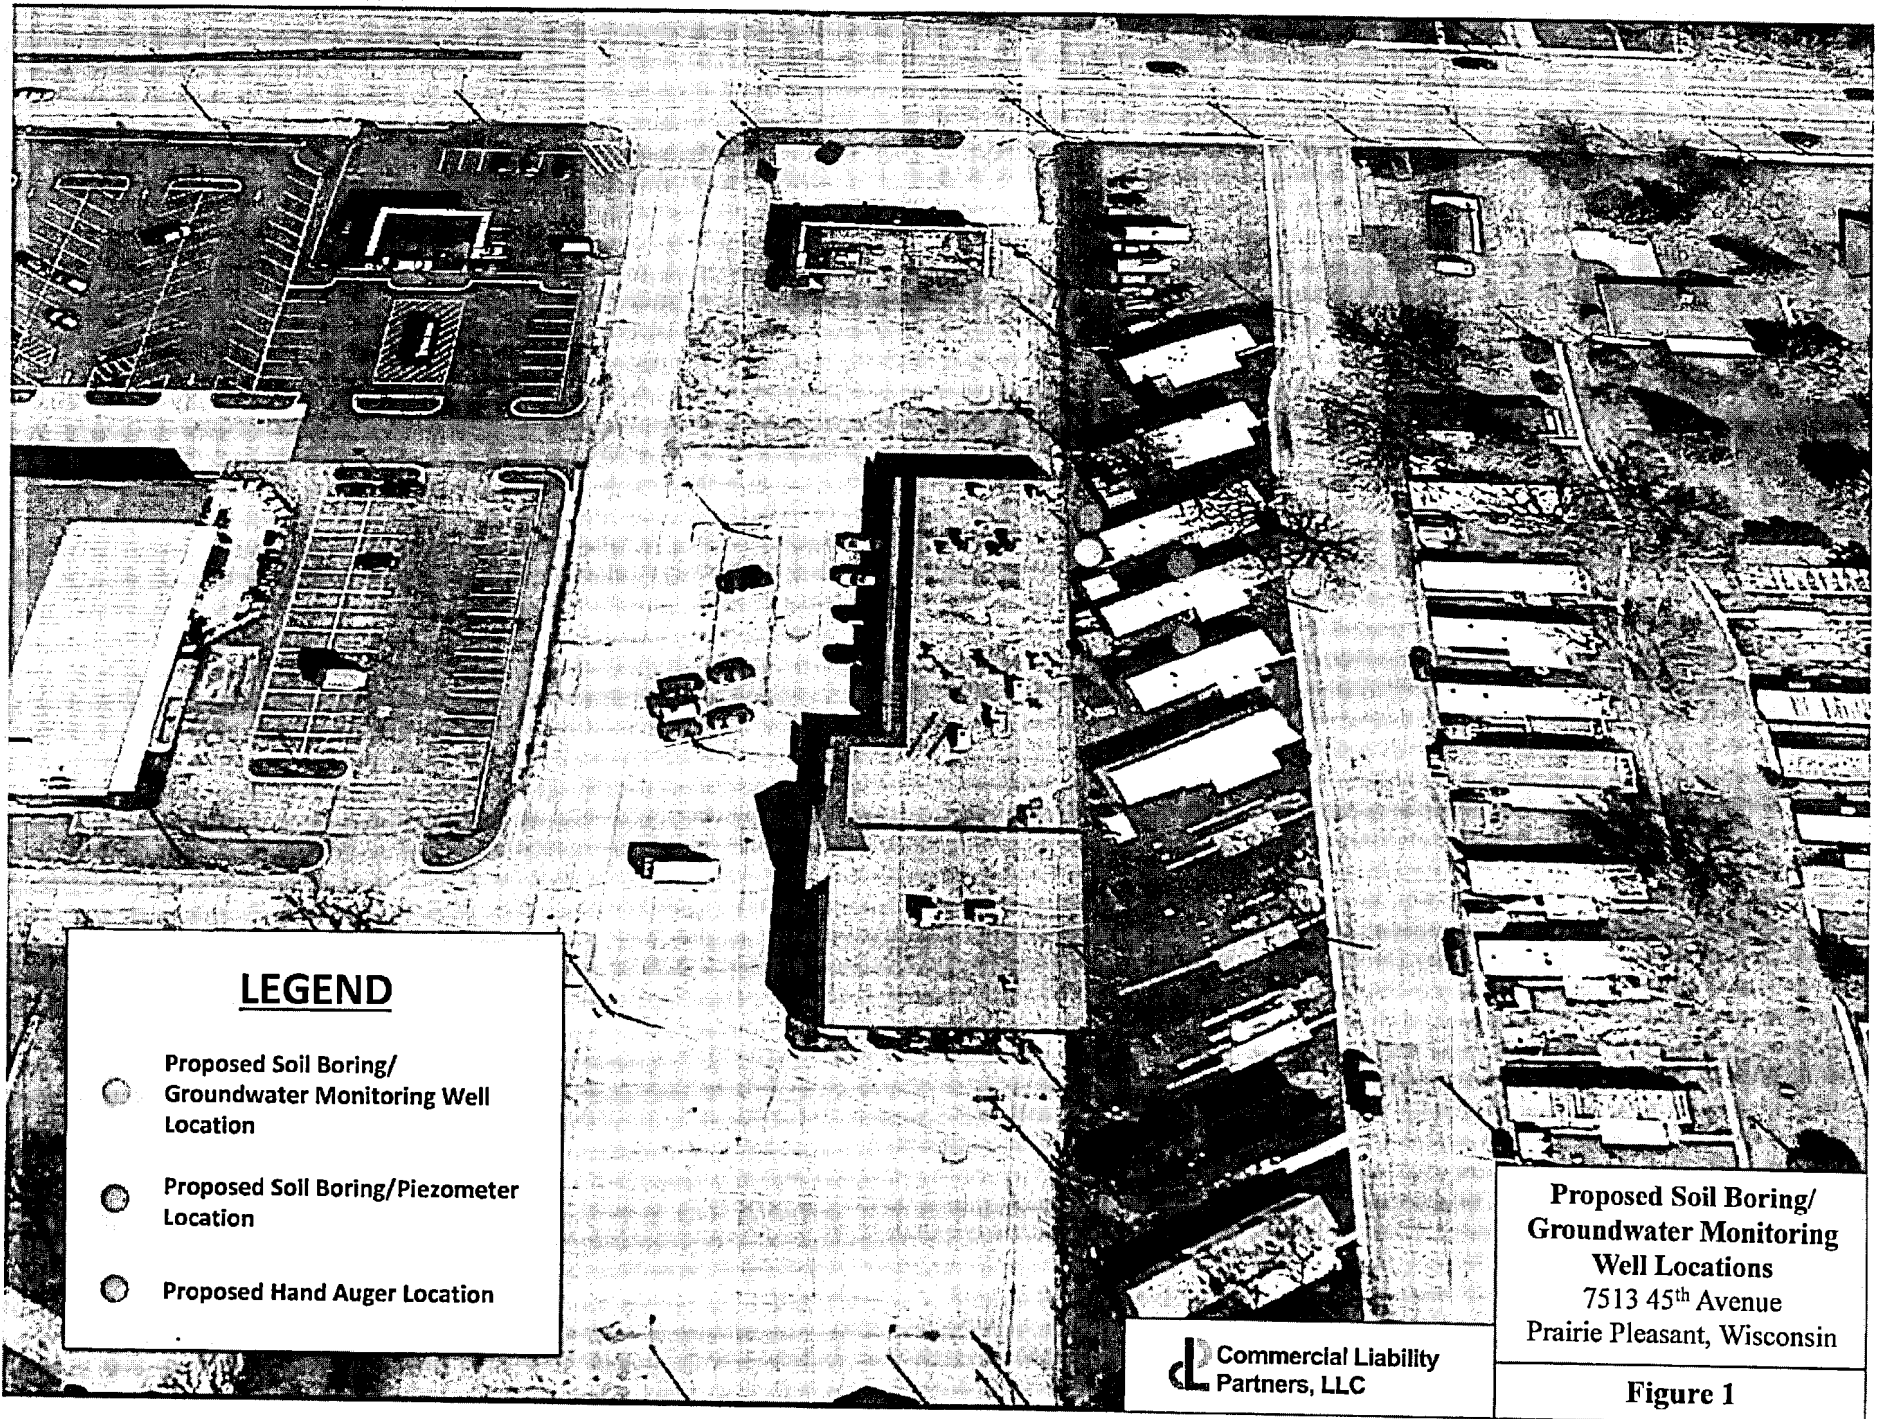 LEGEND
Proposed Soil Boring/
Groundwater Monitoring Well
Location
Proposed Soil Boring/Piezometer
Location
Proposed Hand Auger Location
Commercial Liability
Partners, LLC
Proposed Soil Boring/
Groundwater Monitoring
Well Locations
7513 45th Avenue
Prairie Pleasant, Wisconsin
Figure 1